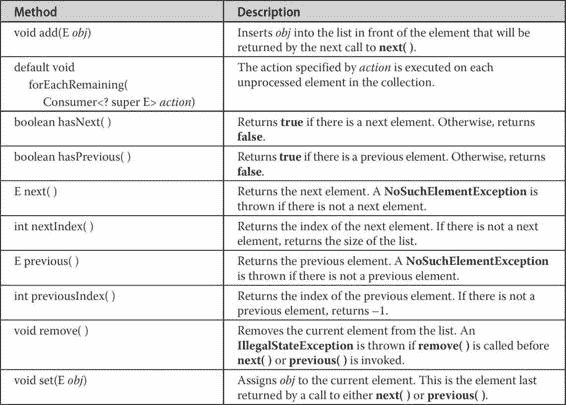 Method Description
void add(E obj) Inserts obj into the list in front of the element that will be
returned by the next call to next( ).
default void The action specified by action is executed on each
forEachRemaining( unprocessed element in the collection.
Consumer<? super E> action)
boolean hasNext( ) Returns true if there is a next element. Otherwise, returns
false.
boolean hasPrevious( ) Returns true if there is a previous element. Otherwise, returns
false.
E next( ) Returns the next element. A NoSuchElementException is
thrown if there is not a next element.
int nextIndex( ) Returns the index of the next element. If there is not a next
element, returns the size of the list.
E previous( ) Returns the previous element. A NoSuchElementException
is thrown if there is not a previous element.
int previousIndex( ) Returns the index of the previous element. If there is not a
previous element, returns –1.
void remove( ) Removes the current element from the list. An
IllegalStateException is thrown if remove( ) is called before
next( ) or previous( ) is invoked.
void set(E obj) Assigns obj to the current element. This is the element last
returned by a call to either next( ) or previous( ).